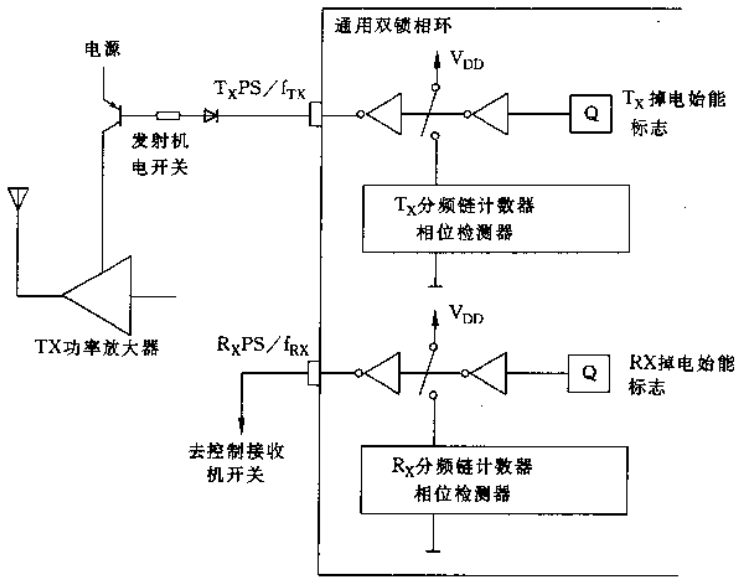 通用双锁相环
电源
VDD
TXPS/fTX
TX掉电始能
标志
Q
发射机
电开关
TX分频链计数器
相位检测器
VDD
TX功率放大器
RXPS/fRX
RX掉电始能
标志
Q
去控制接收
机开关
RX分频链计数器
相位检测器